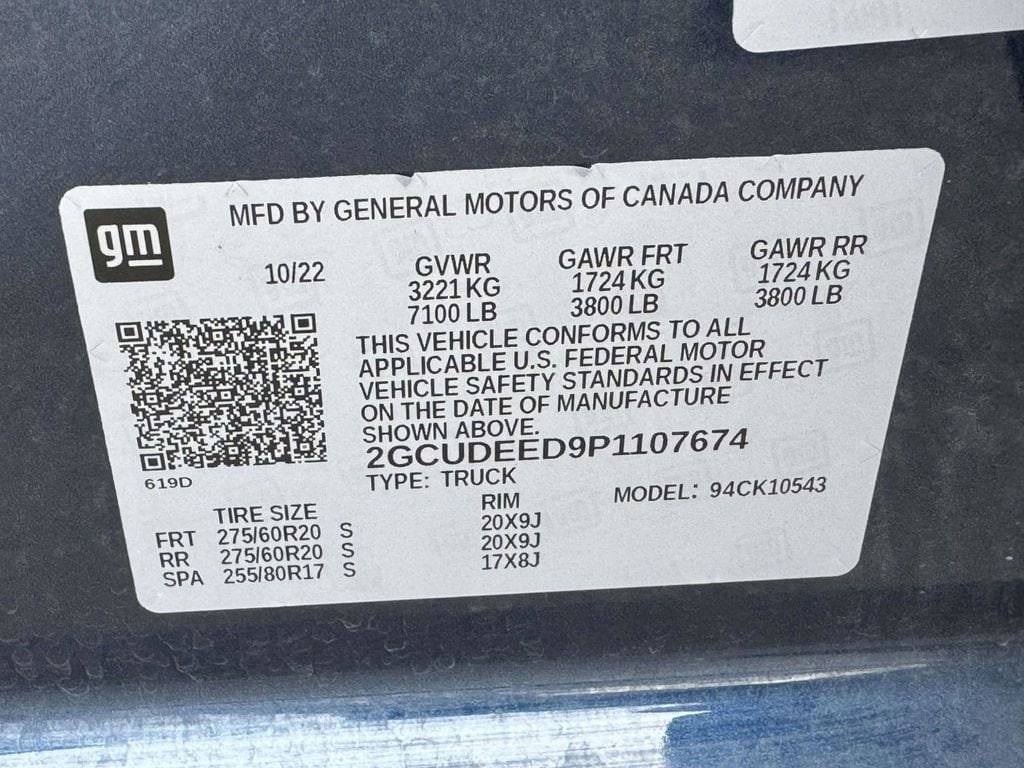 gm
MFD BY GENERAL MOTORS OF CANADA COMPANY
10/22
GVWR
3221 KG
7100 LB
GAWR FRT
1724 KG
3800 LB
GAWR RR
1724 KG
3800 LB
THIS VEHICLE CONFORMS TO ALL
APPLICABLE U.S. FEDERAL MOTOR
VEHICLE SAFETY STANDARDS IN EFFECT
ON THE DATE OF MANUFACTURE
SHOWN ABOVE.
2GCUDEED9P1107674
619D
TYPE: TRUCK
MODEL: 94CK10543
TIRE SIZE RIM
FRT 275/60R20 S 20X9J
RR 275/60R20 S 20X9J
SPA 255/80R17 S 17X8J